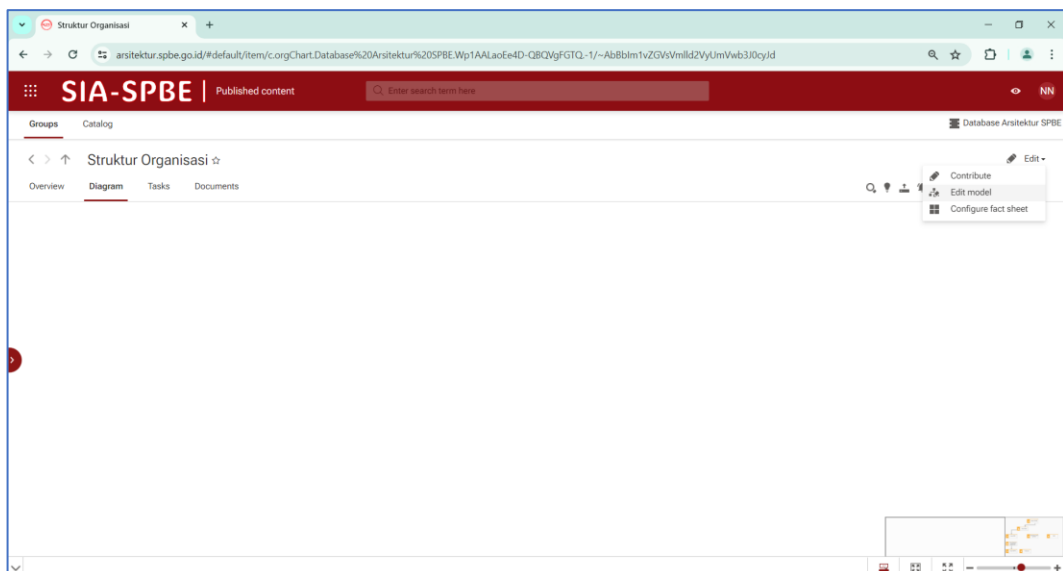 Struktur Organisasi
arsitektur.spbe.go.id/#default/item/c.orgChart.Database%20Arsitektur%20SPBE.Wp1AALaoEe4D-QBQVgFGTQ.-1/~AbBbIm1vZGVsVmlld2VyUmVwb3J0cyJd
SIA-SPBE Published content Enter search term here NN
Groups Catalog Database Arsitektur SPBE
Struktur Organisasi Edit
Overview Diagram Tasks Documents
Contribute
Edit model
Configure fact sheet